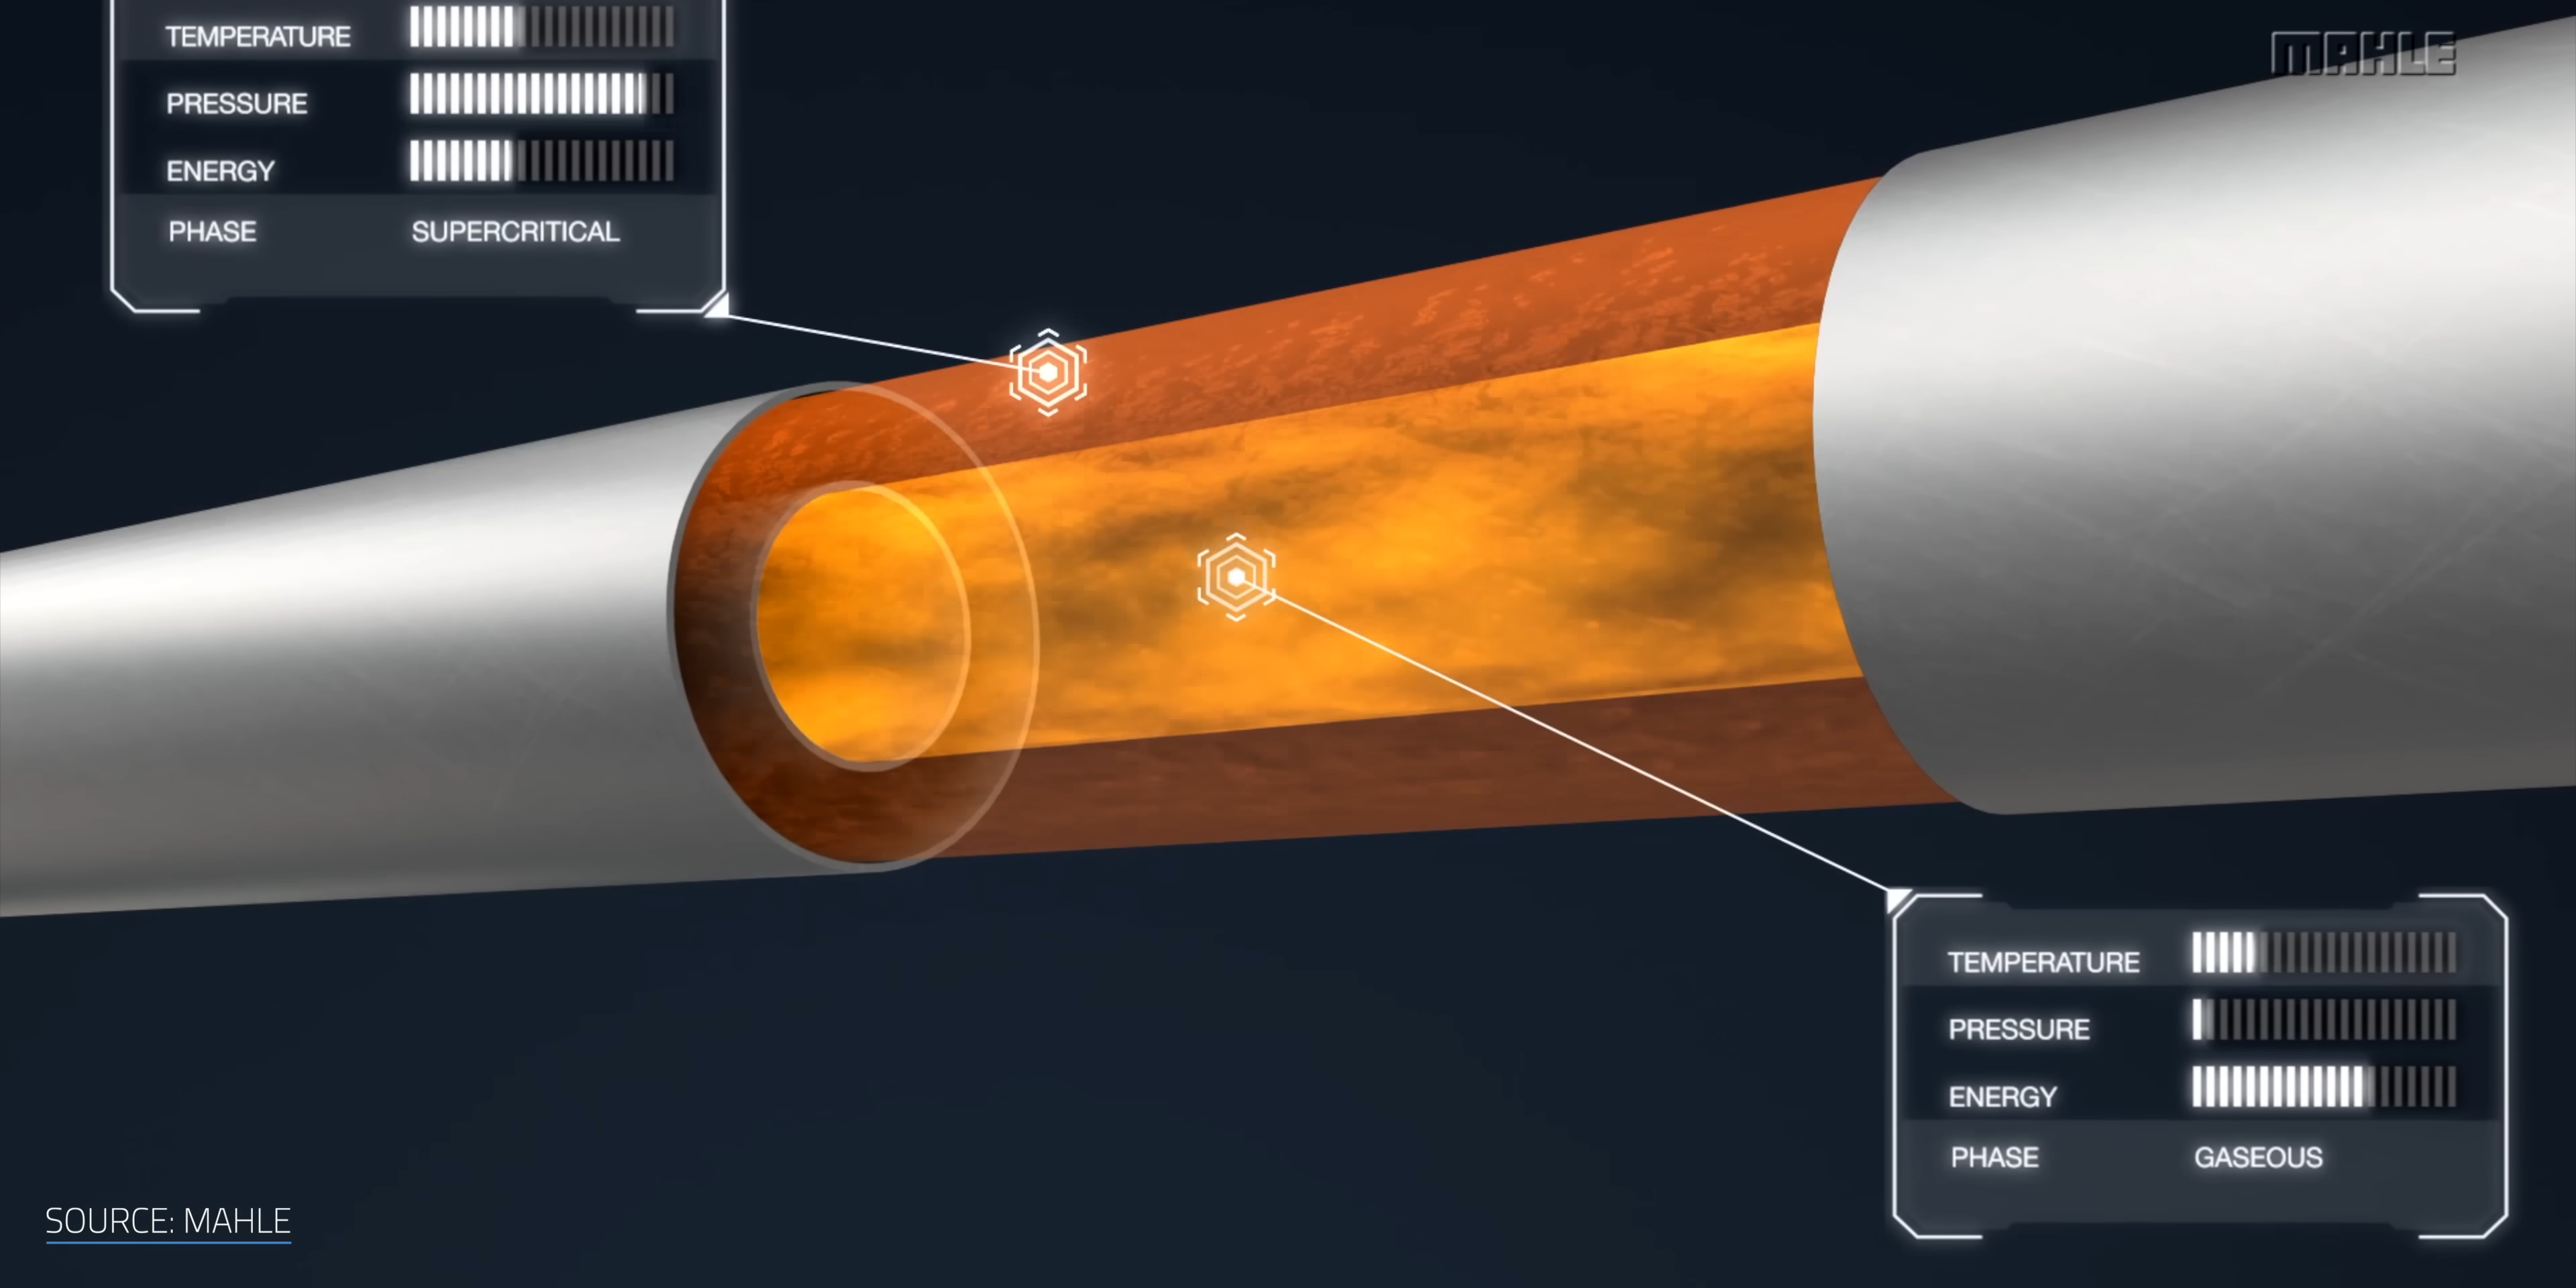 TEMPERATURE
PRESSURE
ENERGY
PHASE SUPERCRITICAL
MAHLE
TEMPERATURE
PRESSURE
ENERGY
PHASE GASEOUS
SOURCE: MAHLE